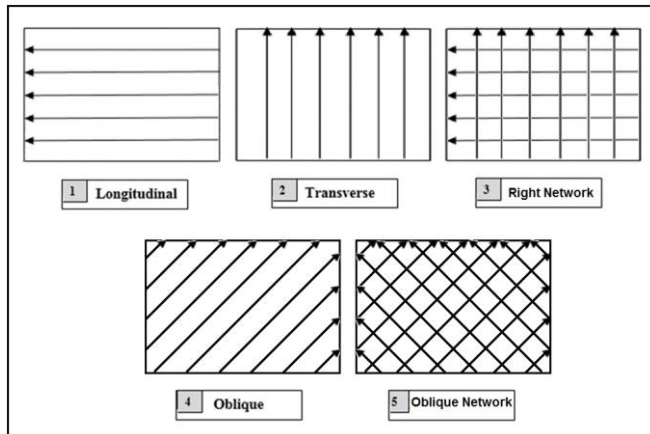 1 Longitudinal
2 Transverse
3 Right Network
4 Oblique
5 Oblique Network